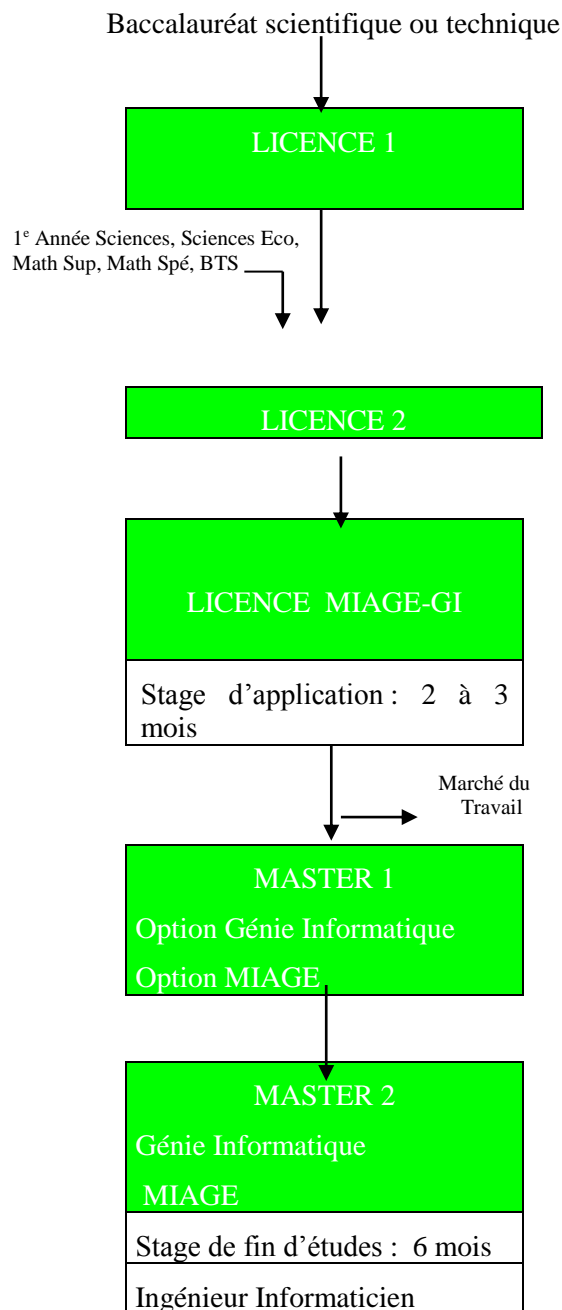 Baccalauréat scientifique ou technique
LICENCE 1
1e Année Sciences, Sciences Eco,
Math Sup, Math Spé, BTS
LICENCE 2
LICENCE MIAGE-GI
Stage d'application : 2 à 3
mois
Marché du
Travail
MASTER 1
Option Génie Informatique
Option MIAGE
MASTER 2
Génie Informatique
MIAGE
Stage de fin d'études : 6 mois
Ingénieur Informaticien